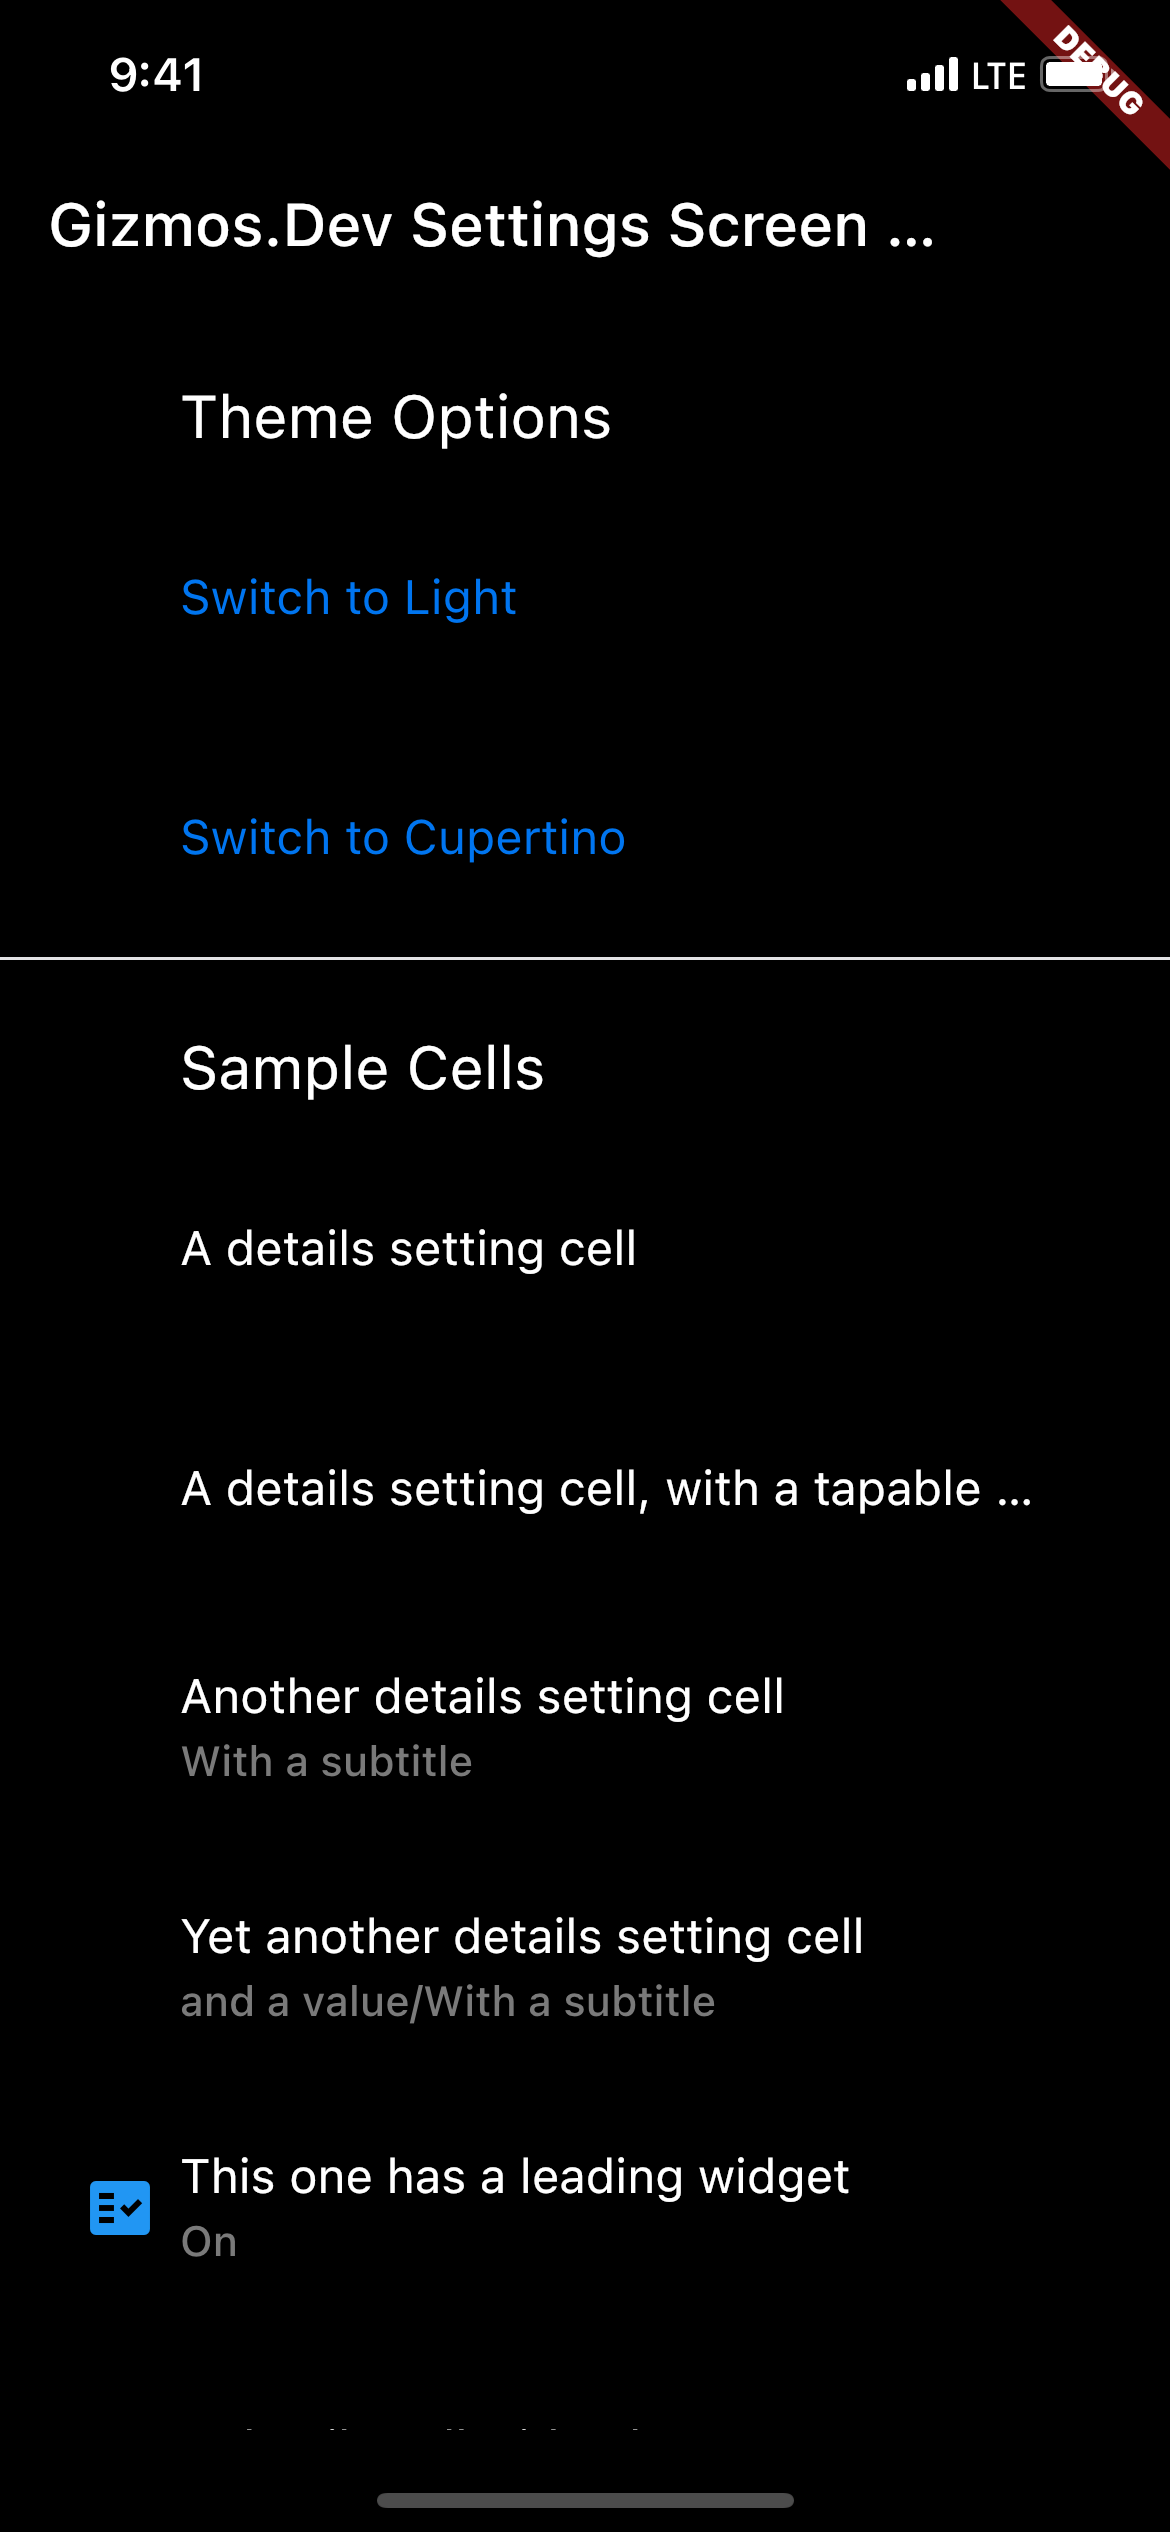 9:41
LTE
DEBUG
Gizmos.Dev Settings Screen ...
Theme Options
Switch to Light
Switch to Cupertino
Sample Cells
A details setting cell
A details setting cell, with a tapable ...
Another details setting cell
With a subtitle
Yet another details setting cell
and a value/With a subtitle
This one has a leading widget
On